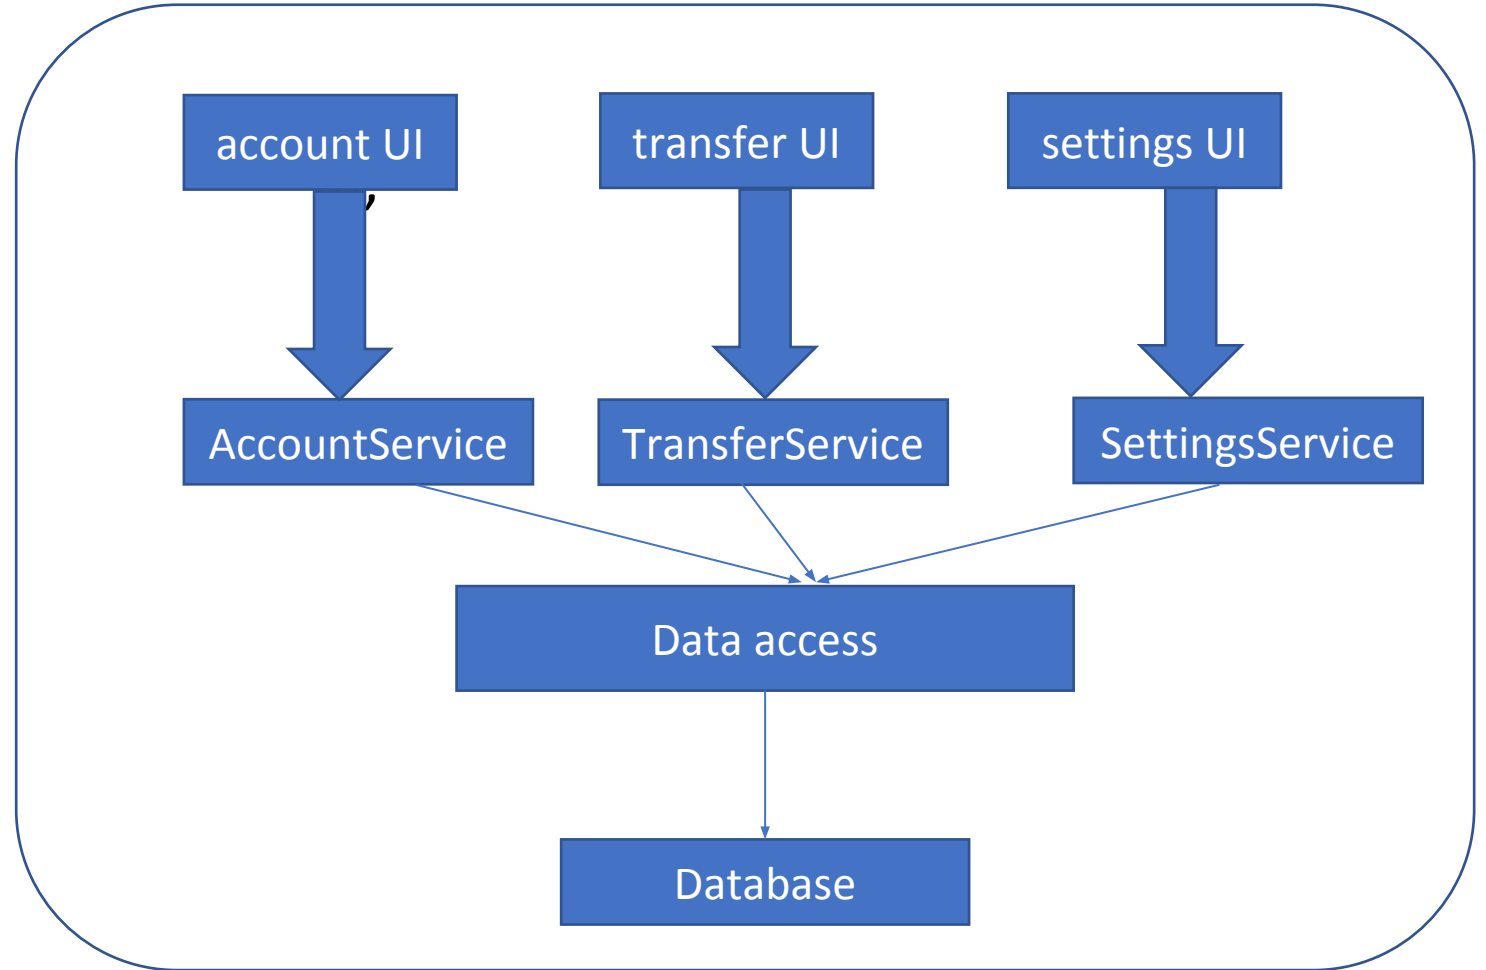 account UI
transfer UI
settings UI
,
AccountService
TransferService
SettingsService
Data access
Database